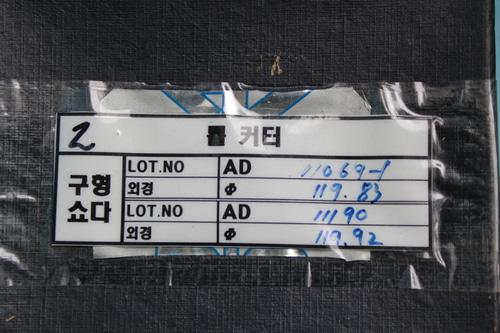 2 롤 커터
구형
쇼다
LOT.NO AD 11069-1
외경 Φ 119.83
LOT.NO AD 11190
외경 Φ 119.92